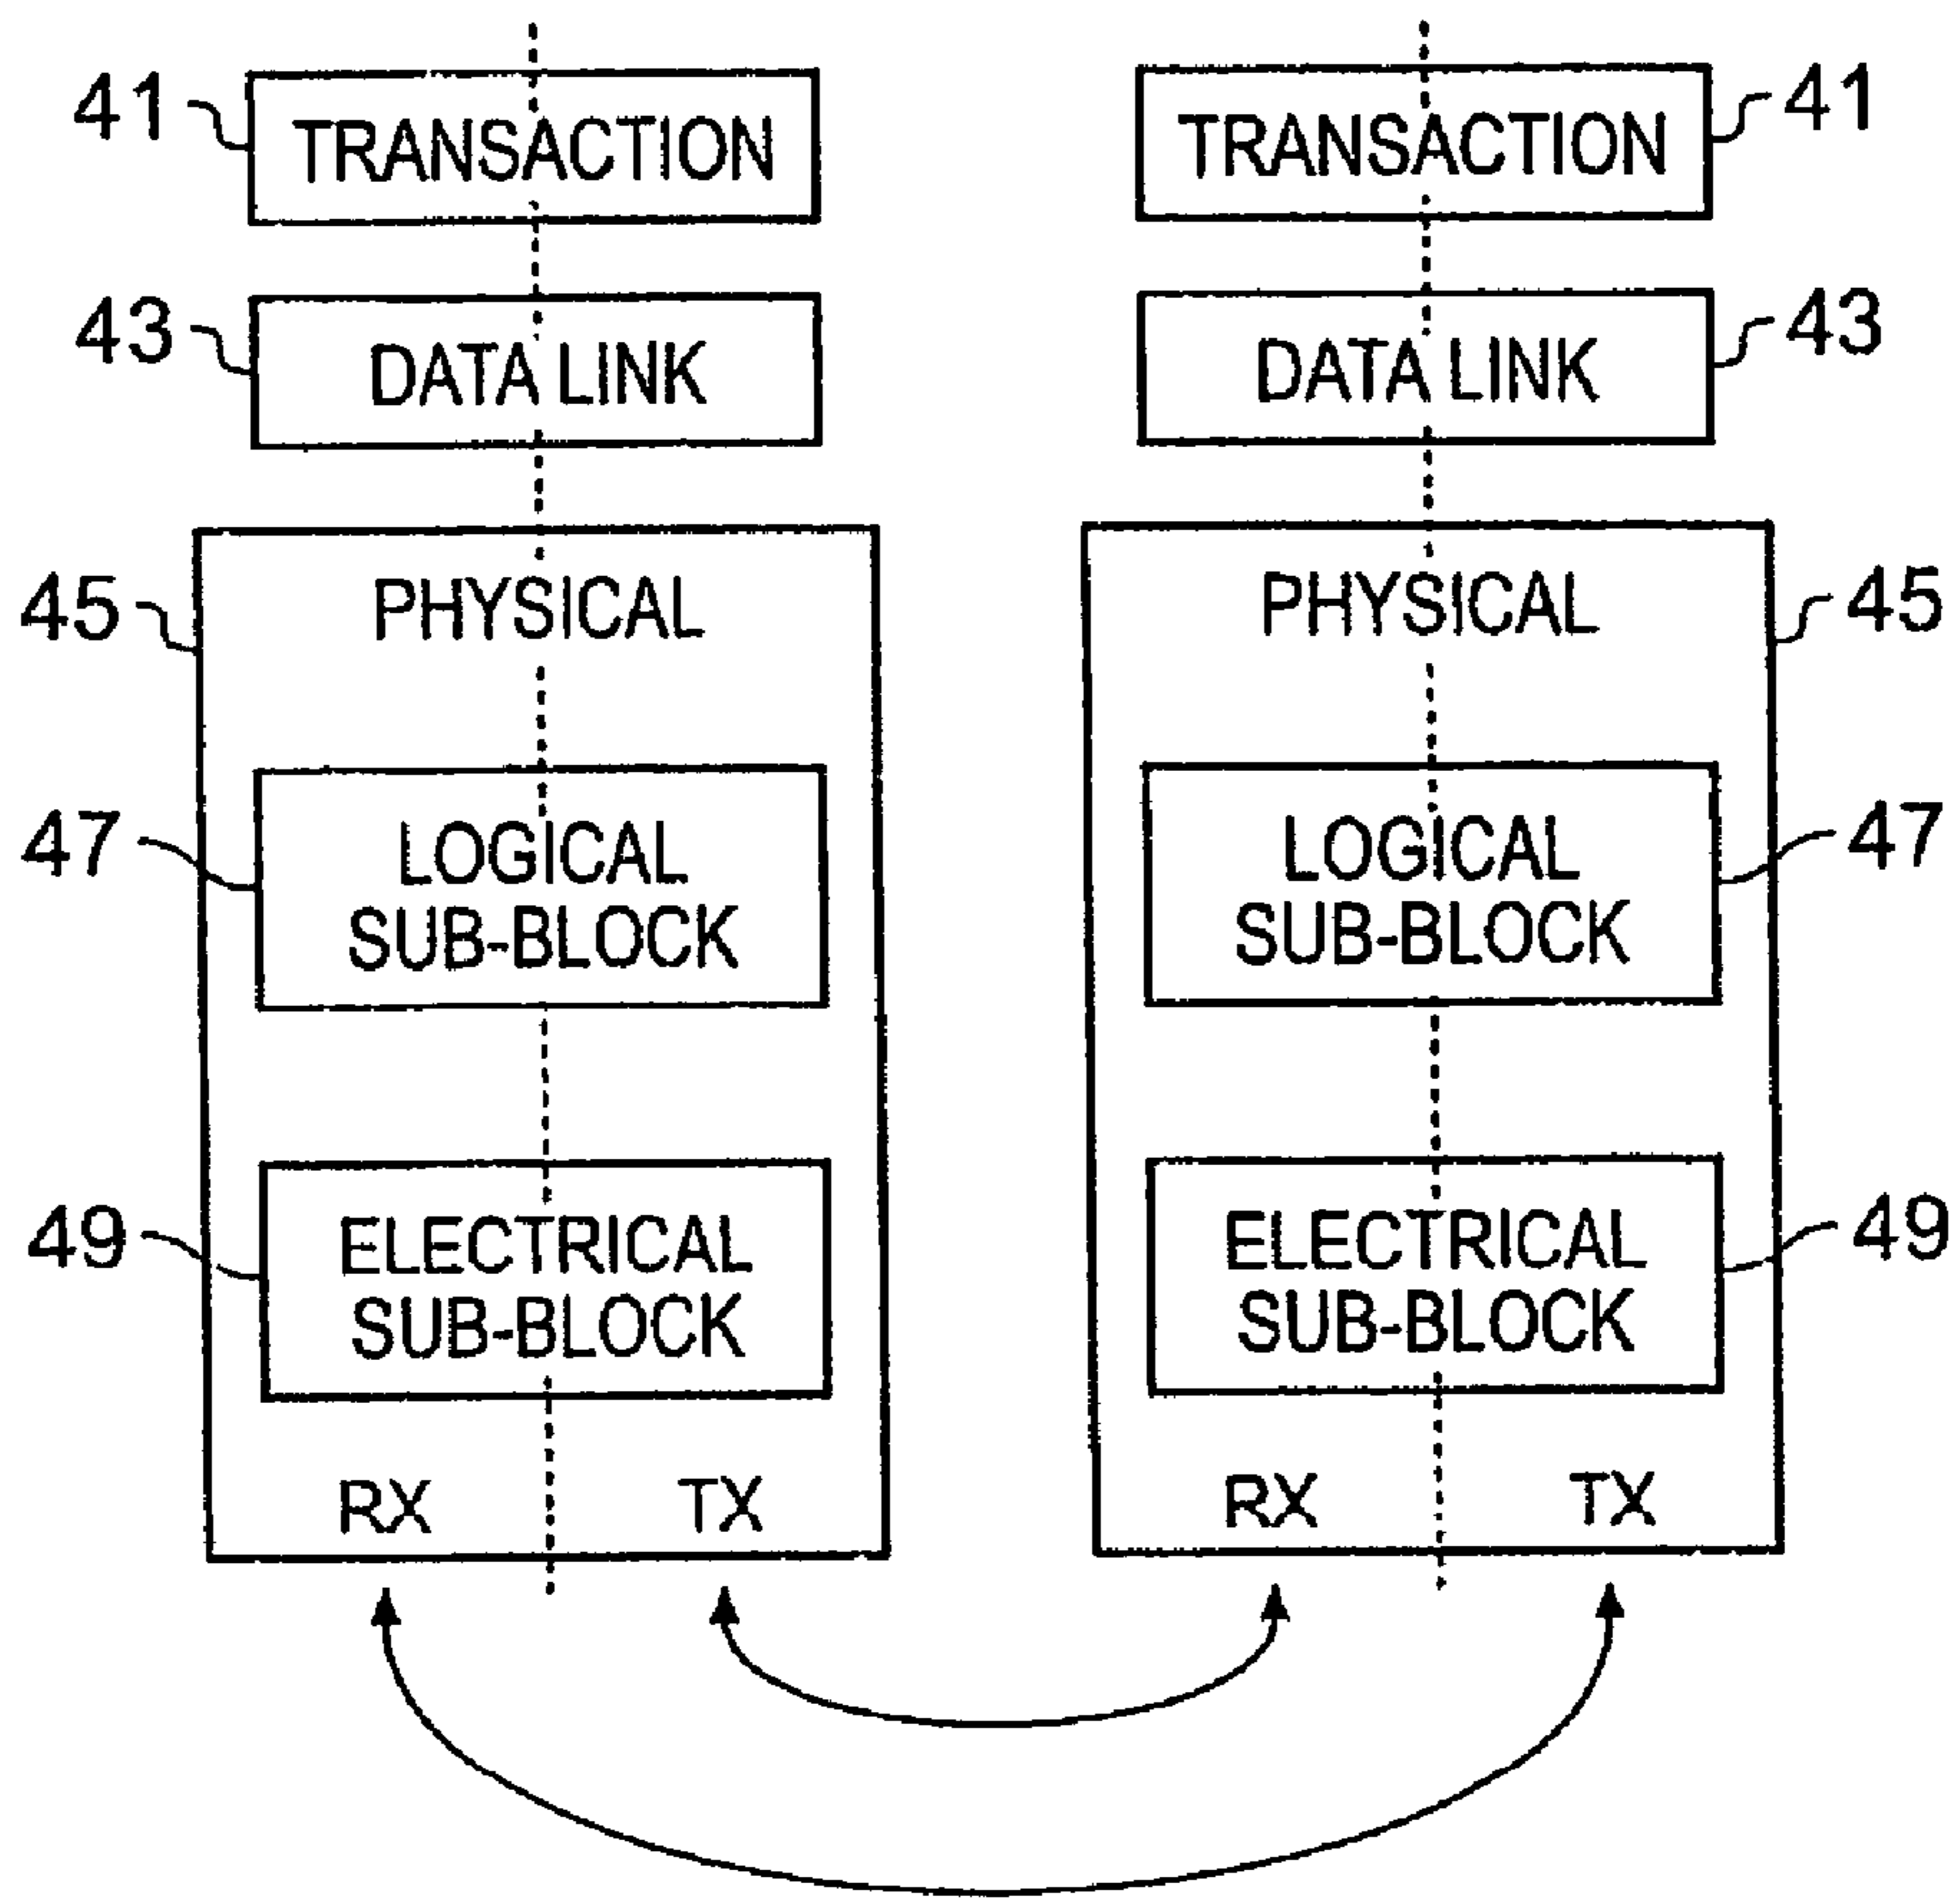 41 TRANSACTION TRANSACTION 41
43 DATA LINK DATA LINK 43
45 PHYSICAL PHYSICAL 45
47 LOGICAL SUB-BLOCK LOGICAL SUB-BLOCK 47
49 ELECTRICAL SUB-BLOCK ELECTRICAL SUB-BLOCK 49
RX TX RX TX